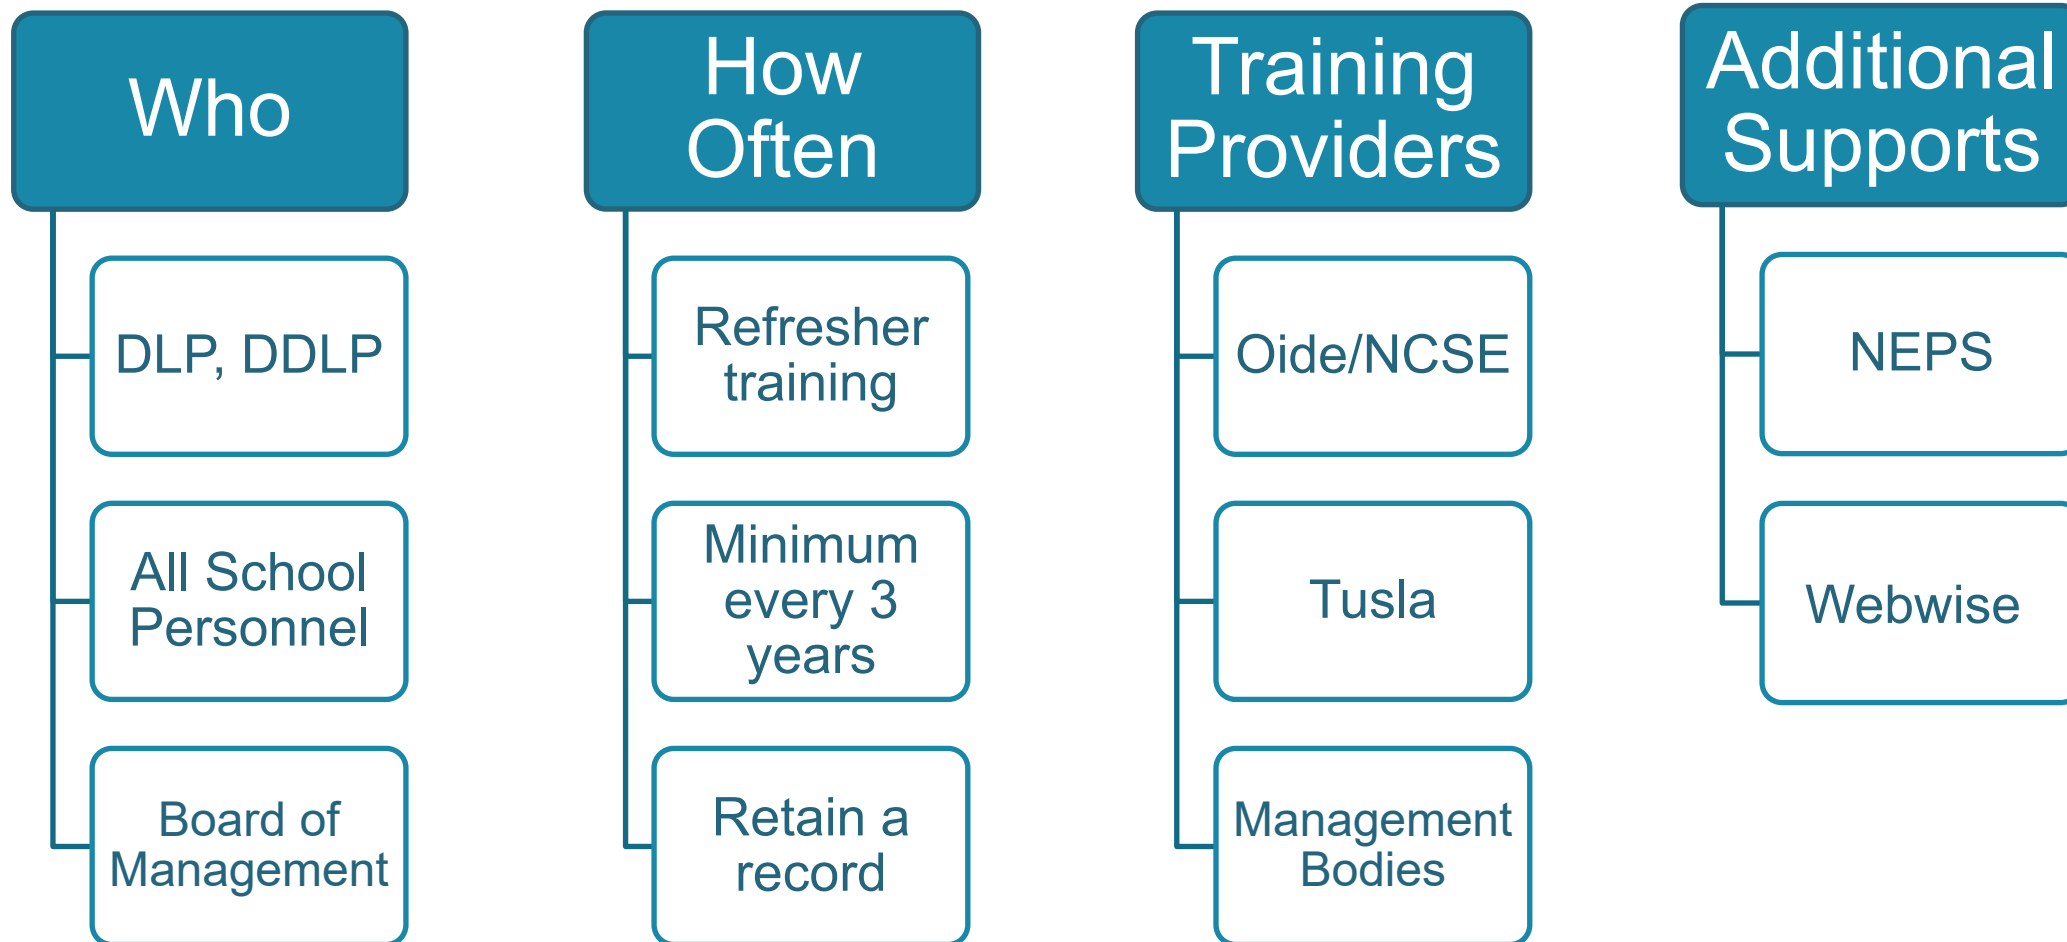 Who
DLP, DDLP
All School
Personnel
Board of
Management
How
Often
Refresher
training
Minimum
every 3
years
Retain a
record
Training
Providers
Oide/NCSE
Tusla
Management
Bodies
Additional
Supports
NEPS
Webwise